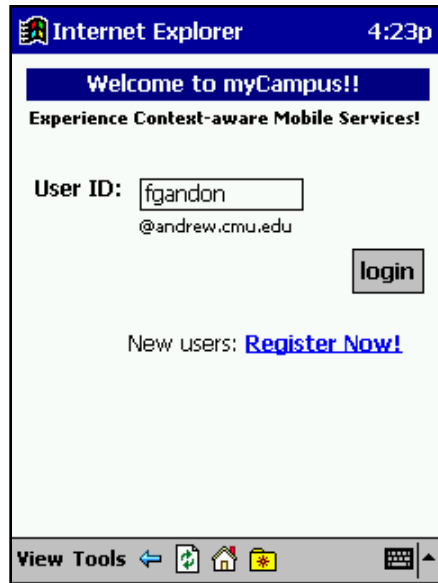 Internet Explorer 4:23p
Welcome to myCampus!!
Experience Context-aware Mobile Services!
User ID: fgandon
@andrew.cmu.edu
login
New users: Register Now!
View Tools